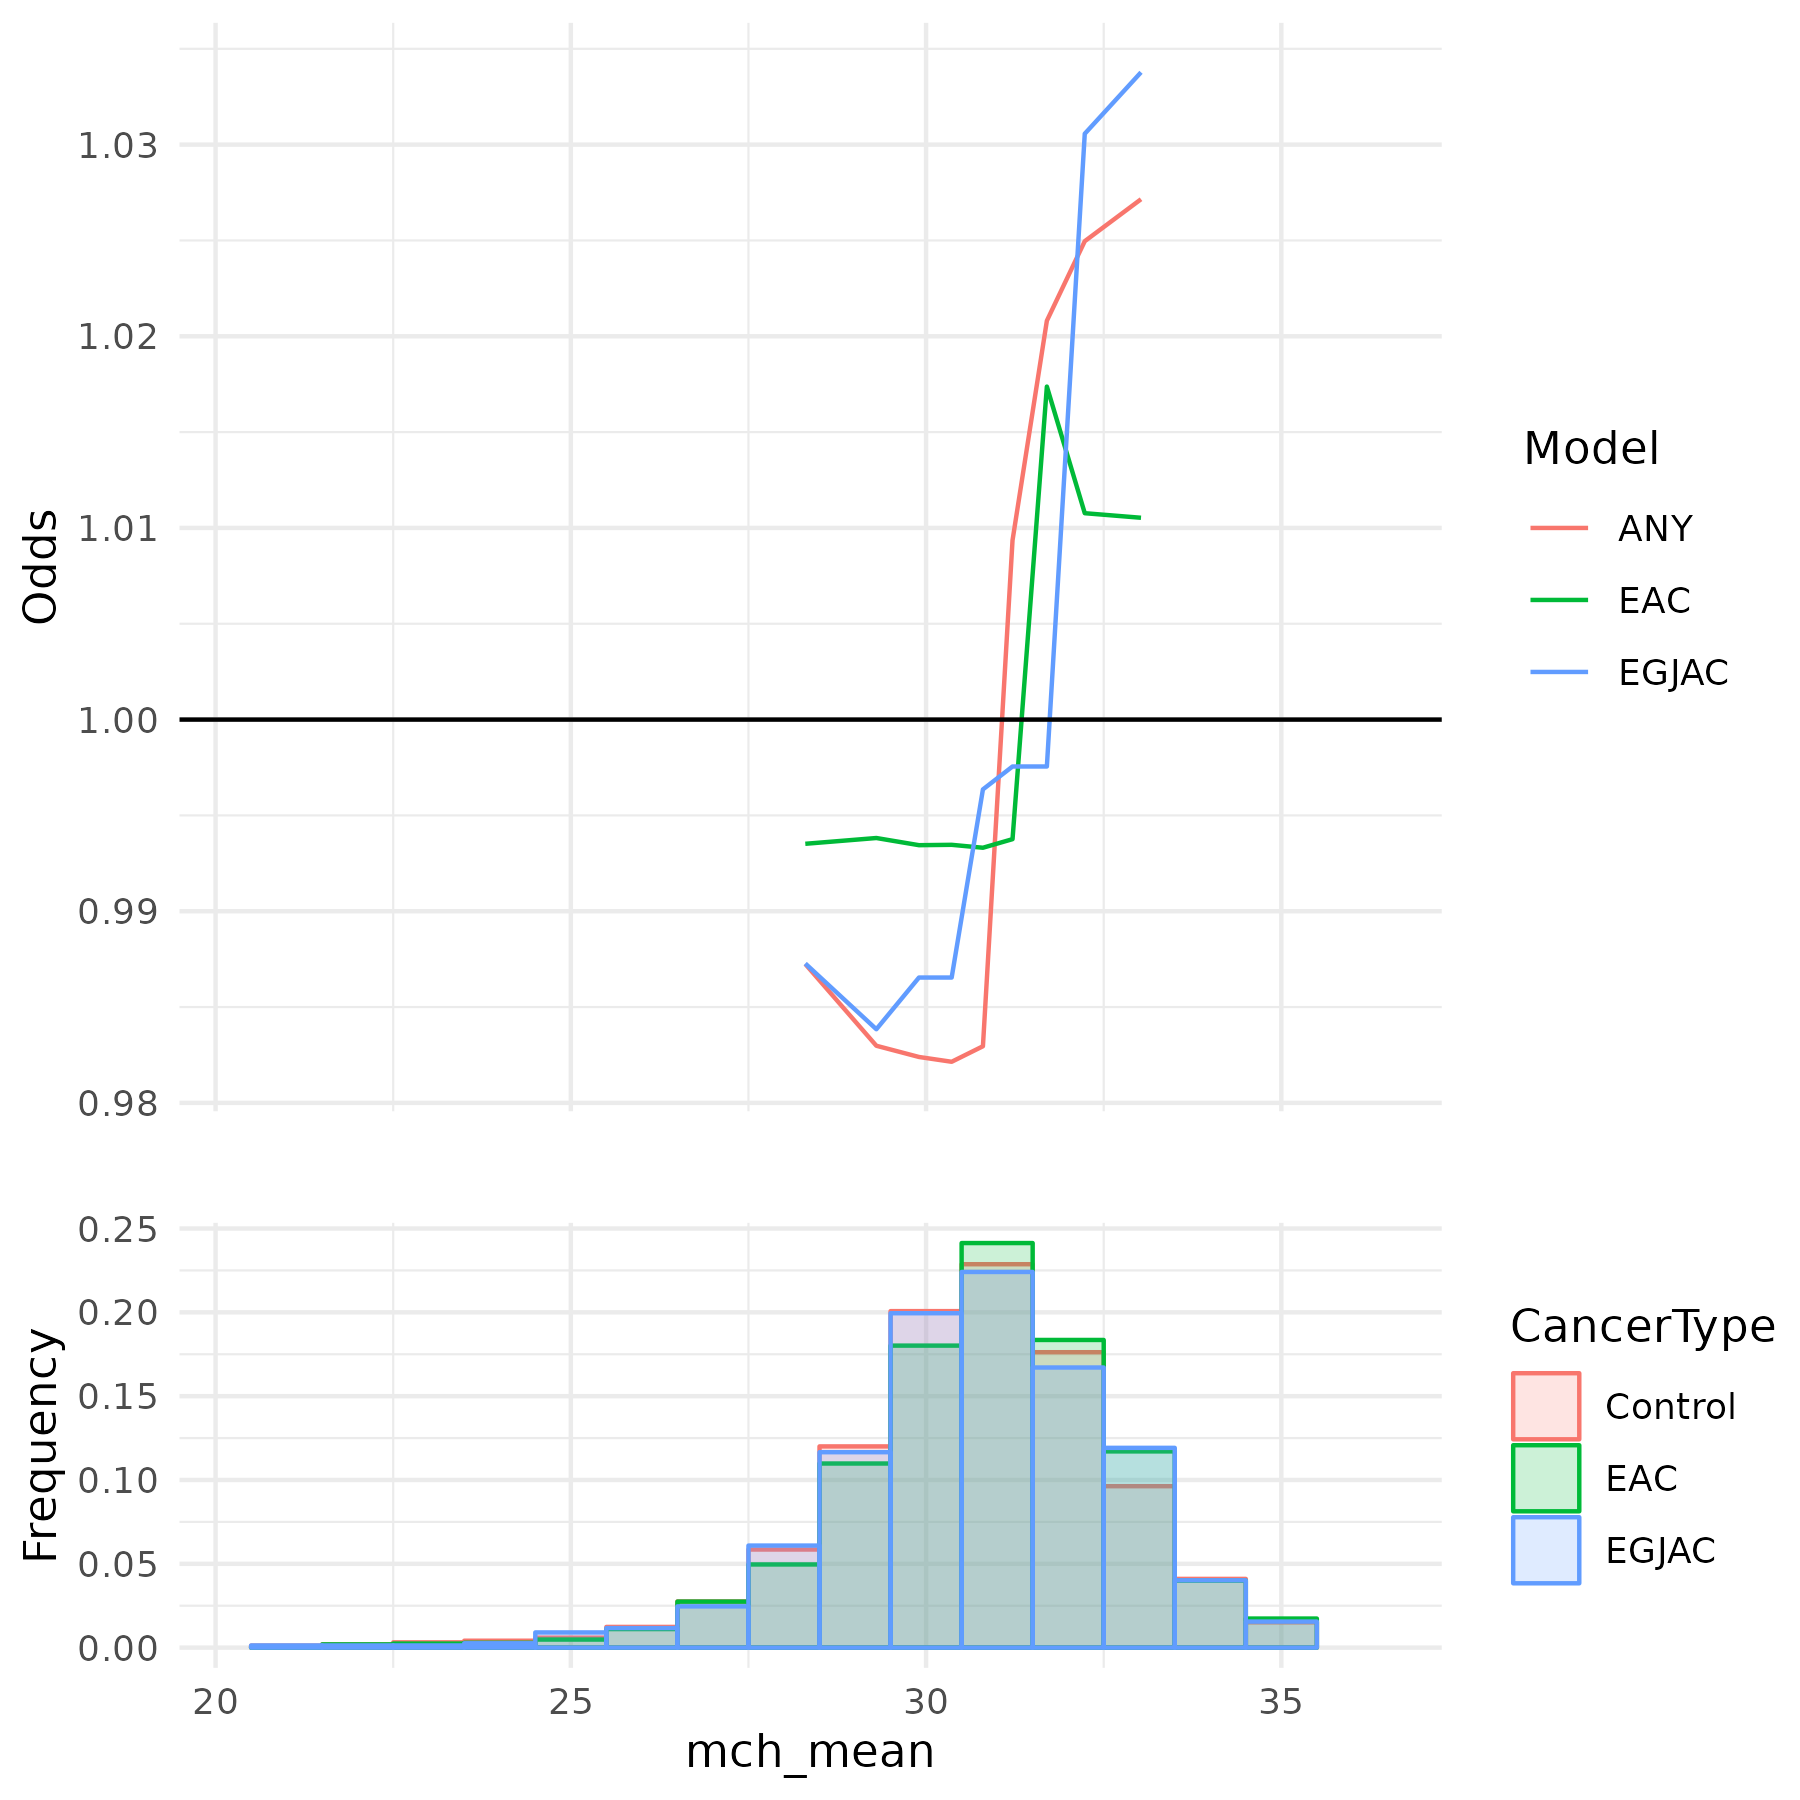 Odds
1.03
1.02
1.01
1.00
0.99
0.98
Model
ANY
EAC
EGJAC
Frequency
0.25
0.20
0.15
0.10
0.05
0.00
20 25 30 35
mch_mean
CancerType
Control
EAC
EGJAC